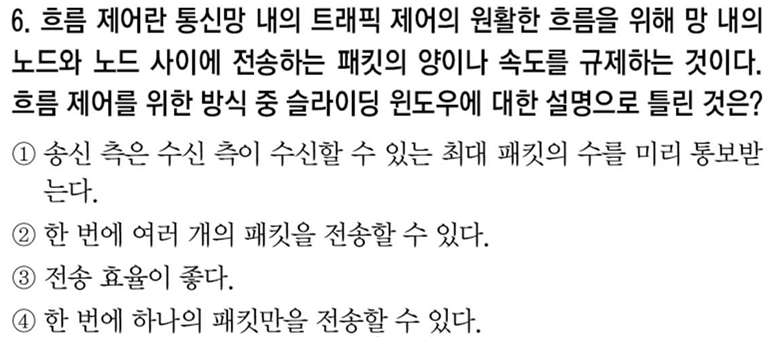 6. 흐름 제어란 통신망 내의 트래픽 제어의 원활한 흐름을 위해 망 내의
노드와 노드 사이에 전송하는 패킷의 양이나 속도를 규제하는 것이다.
흐름 제어를 위한 방식 중 슬라이딩 윈도우에 대한 설명으로 틀린 것은?
① 송신 측은 수신 측이 수신할 수 있는 최대 패킷의 수를 미리 통보받
는다.
② 한 번에 여러 개의 패킷을 전송할 수 있다.
③ 전송 효율이 좋다.
④ 한 번에 하나의 패킷만을 전송할 수 있다.